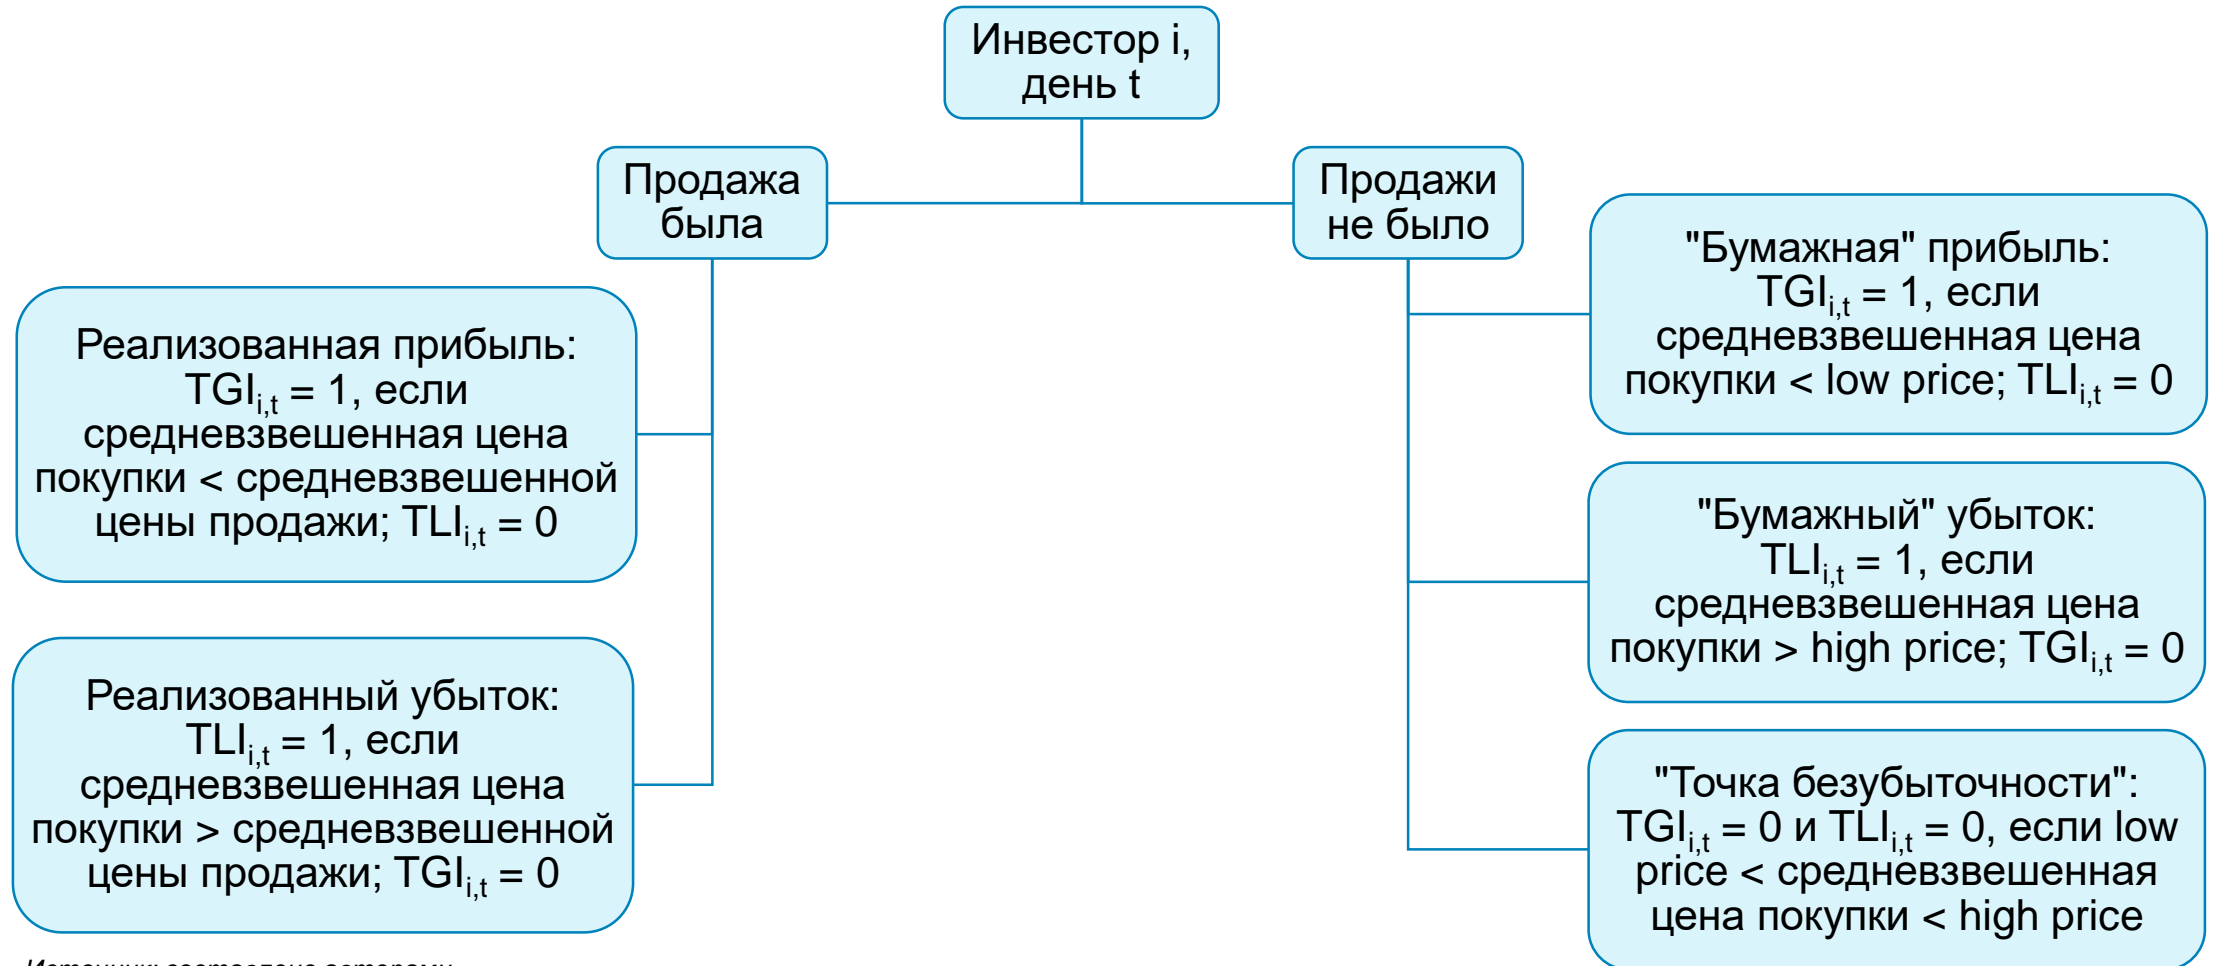 Инвестор i,
день t
Продажа
была
Продажи
не было
Реализованная прибыль:
TGIi,t = 1, если
средневзвешенная цена
покупки < средневзвешенной
цены продажи; TLIi,t = 0
Реализованный убыток:
TLIi,t = 1, если
средневзвешенная цена
покупки > средневзвешенной
цены продажи; TGIi,t = 0
"Бумажная" прибыль:
TGIi,t = 1, если
средневзвешенная цена
покупки < low price; TLIi,t = 0
"Бумажный" убыток:
TLIi,t = 1, если
средневзвешенная цена
покупки > high price; TGIi,t = 0
"Точка безубыточности":
TGIi,t = 0 и TLIi,t = 0, если low
price < средневзвешенная
цена покупки < high price